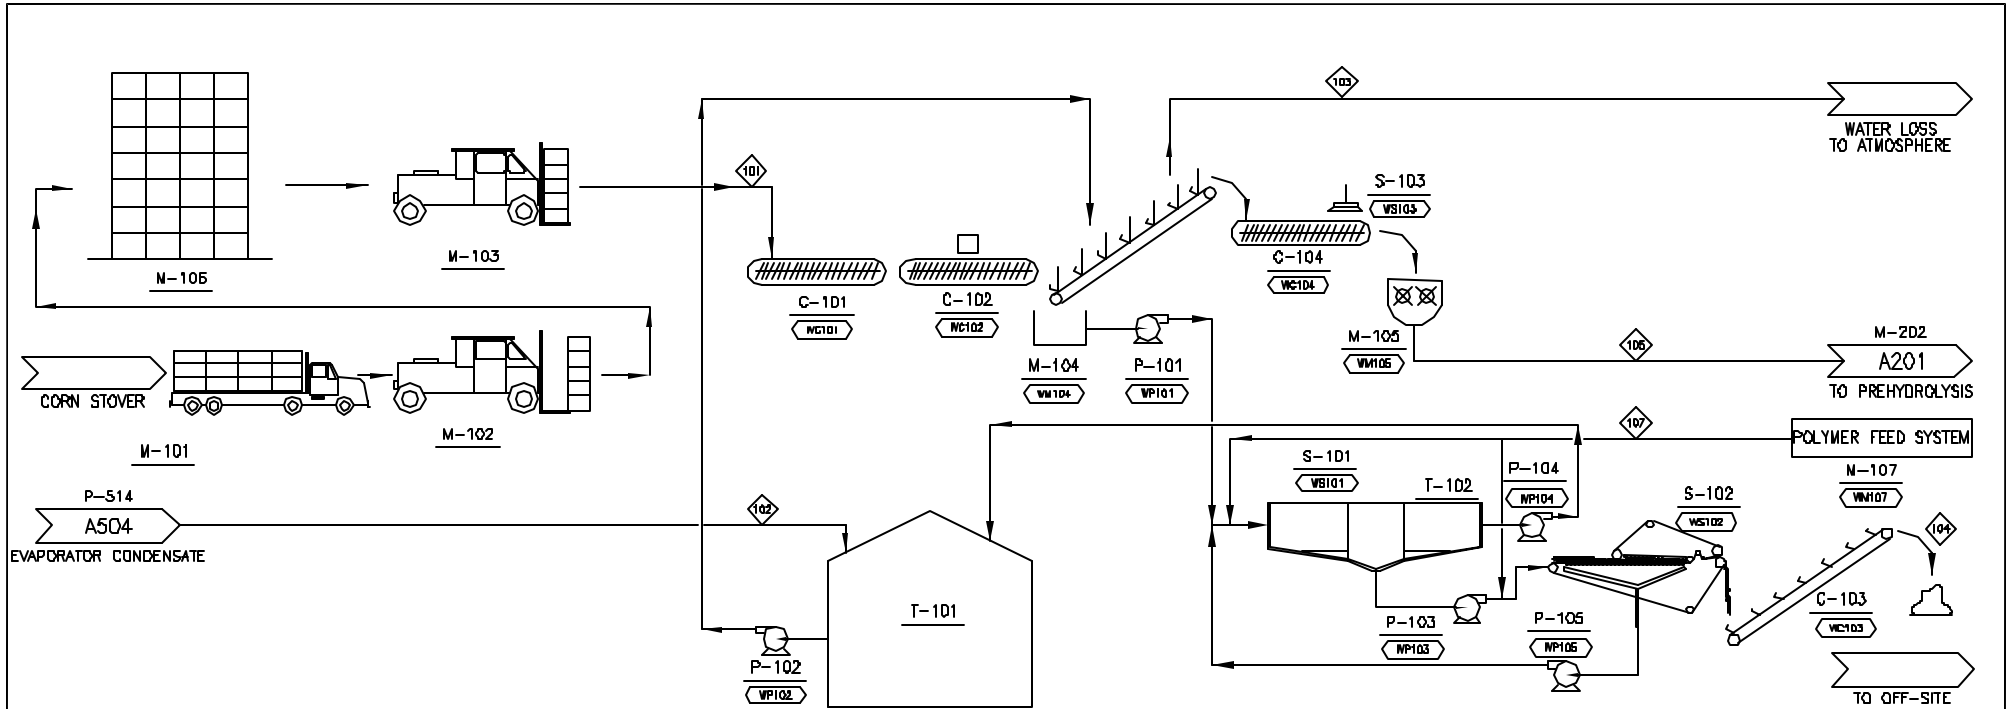 103
WATER LOSS
TO ATMOSPHERE
101
S-103
WS103
M-103
M-106
C-104
WC104
C-101
WC101
C-102
WC102
M-105
WM105
105
M-202
A201
TO PREHYDROLYSIS
M-104
WM104
P-101
WP101
CORN STOVER
M-101
M-102
107
POLYMER FEED SYSTEM
M-107
WM107
S-101
WS101
T-102
P-104
WP104
S-102
WS102
104
P-514
A504
EVAPORATOR CONDENSATE
102
T-101
P-102
WP102
P-103
WP103
P-105
WP105
C-103
WC103
TO OFF-SITE